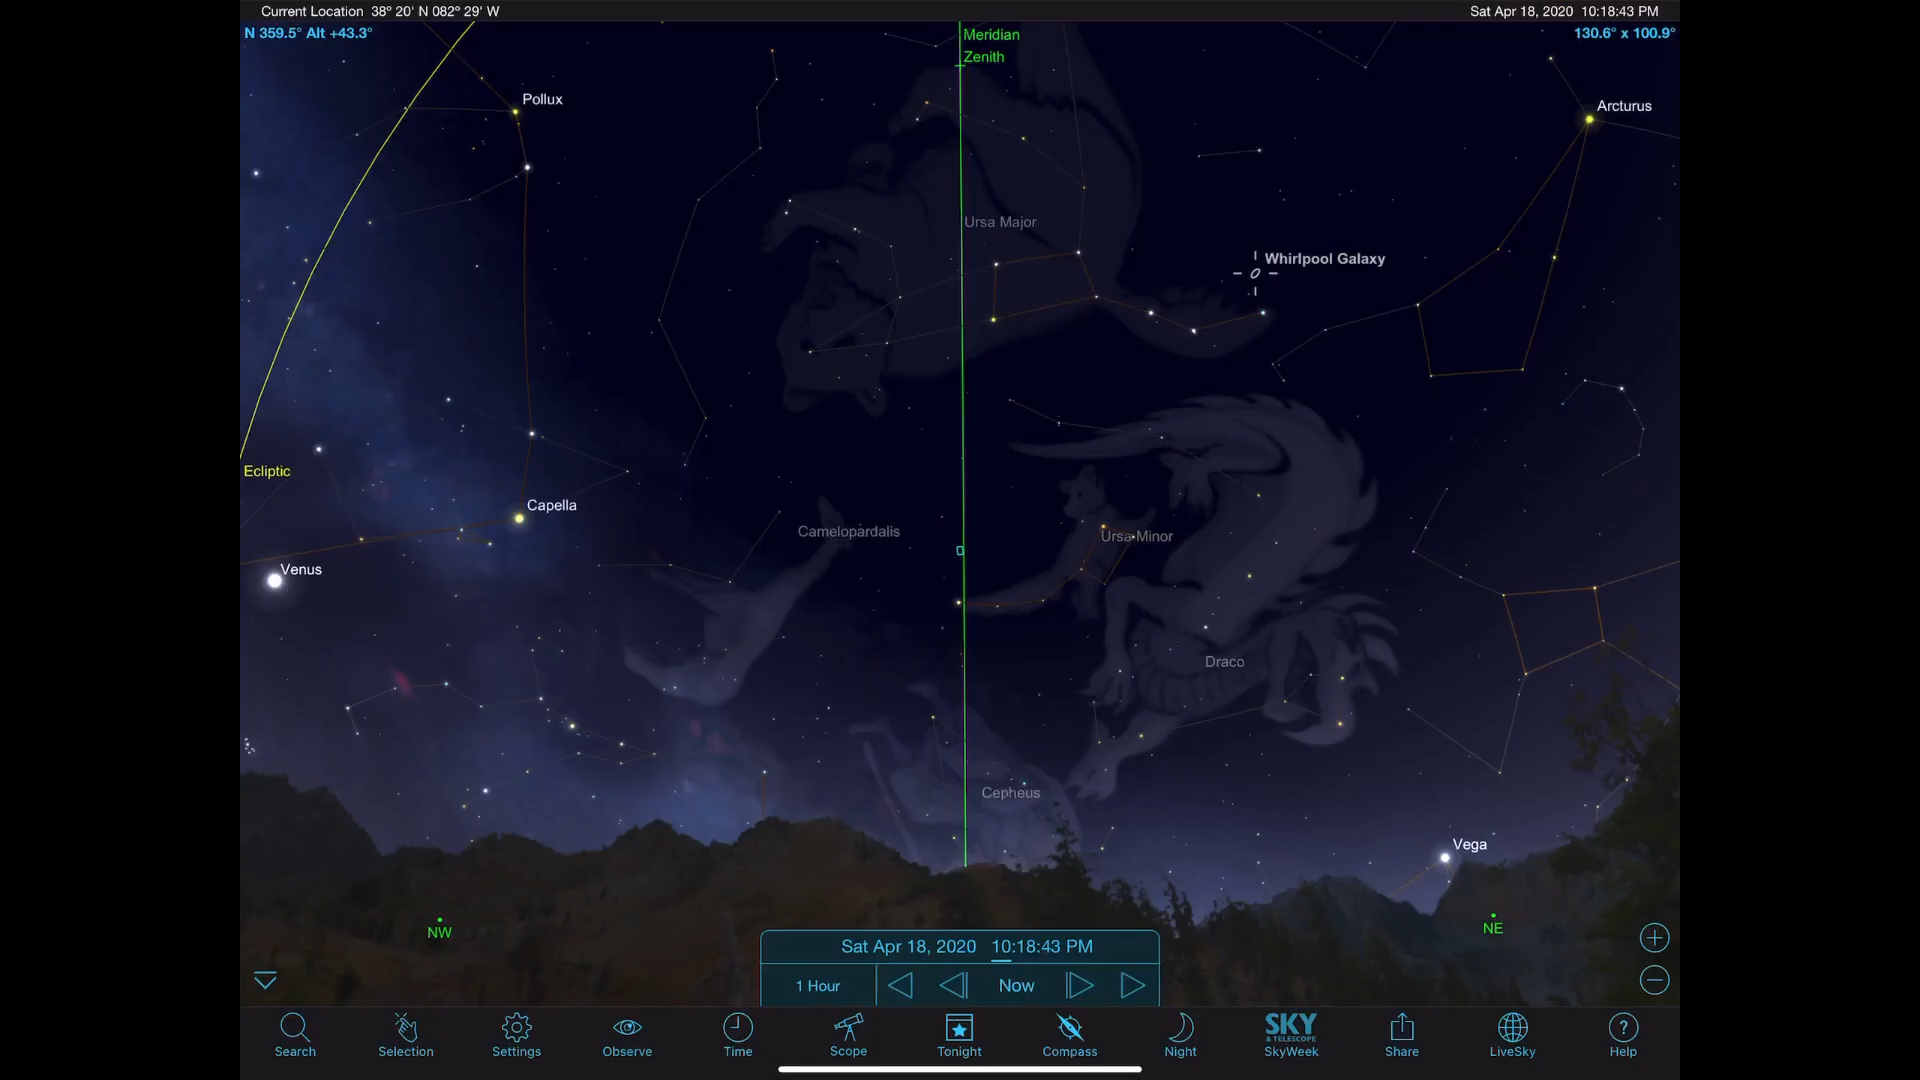 Current Location 38° 20' N 082° 29' W
Sat Apr 18, 2020 10:18:43 PM
N 359.5° Alt +43.3°
130.6° x 100.9°
Meridian
Zenith
Pollux
Arcturus
Ursa Major
Whirlpool Galaxy
Ecliptic
Capella
Camelopardalis
Ursa Minor
Venus
Draco
Cepheus
Vega
NW
NE
Sat Apr 18, 2020 10:18:43 PM
1 Hour
Now
Search
Selection
Settings
Observe
Time
Scope
Tonight
Compass
Night
SKY
& TELESCOPE
SkyWeek
Share
LiveSky
?
Help